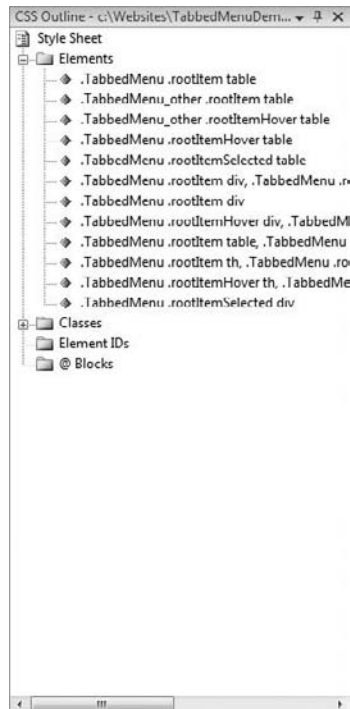 CSS Outline - c:\Websites\TabbedMenuDem...
Style Sheet
Elements
.TabbedMenu .rootItem table
.TabbedMenu_other .rootItem table
.TabbedMenu_other .rootItemHover table
.TabbedMenu .rootItemHover table
.TabbedMenu .rootItemSelected table
.TabbedMenu .rootItem div, .TabbedMenu .r
.TabbedMenu .rootItem div
.TabbedMenu .rootItemHover div, .TabbedM
.TabbedMenu .rootItem table, .TabbedMenu
.TabbedMenu .rootItem th, .TabbedMenu .ro
.TabbedMenu .rootItemHover th, .TabbedMe
.TabbedMenu .rootItemSelected div
Classes
Element IDs
@ Blocks